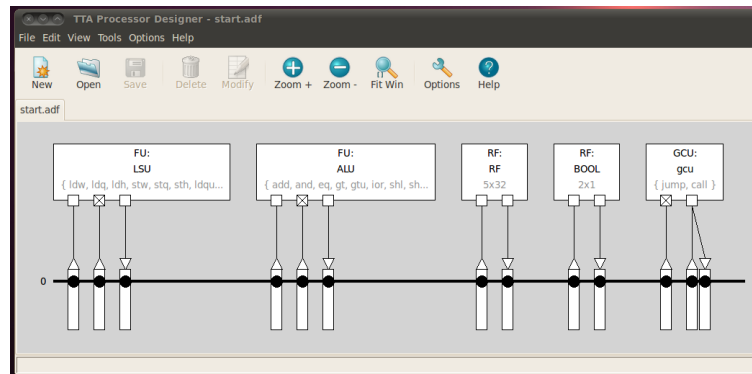 TTA Processor Designer - start.adf
File Edit View Tools Options Help
New Open Save Delete Modify Zoom + Zoom - Fit Win Options Help
start.adf
FU: FU: RF: RF: GCU:
LSU ALU RF BOOL gcu
{ ldw, ldq, ldh, stw, stq, sth, ldqu... { add, and, eq, gt, gtu, ior, shl, sh... 5x32 2x1 { jump, call }
0